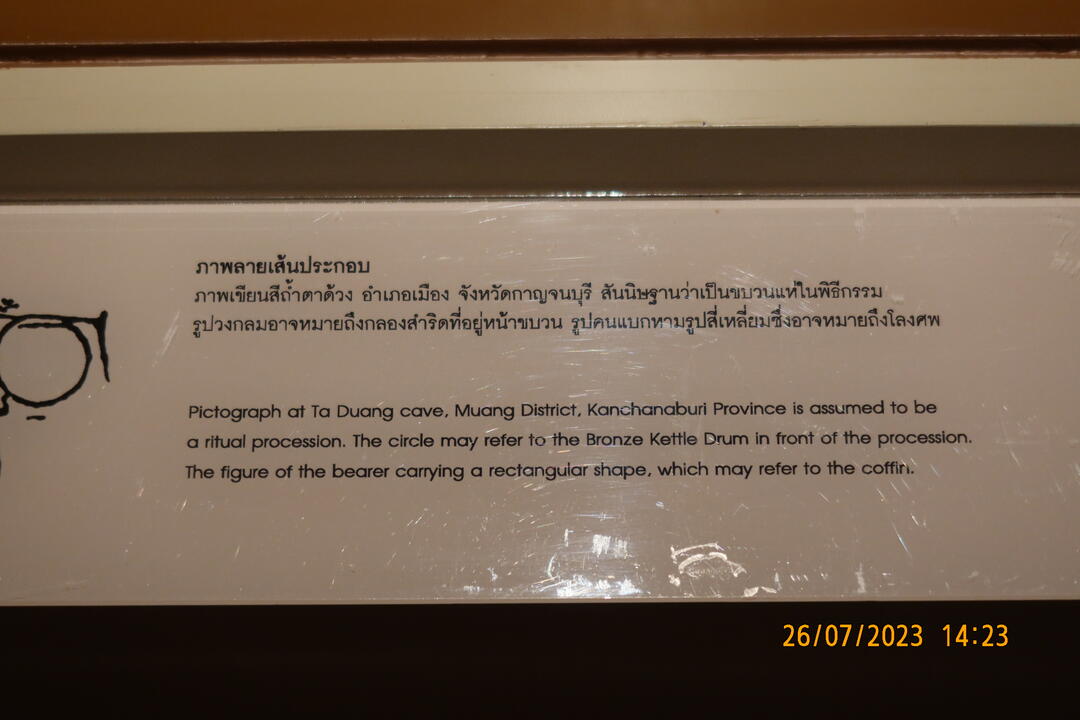 ภาพลายเส้นประกอบ
ภาพเขียนสีถ้ำตาด้วง อำเภอเมือง จังหวัดกาญจนบุรี สันนิษฐานว่าเป็นขบวนแห่ในพิธีกรรม
รูปวงกลมอาจหมายถึงกลองสำริดที่อยู่หน้าขบวน รูปคนแบกหามรูปสี่เหลี่ยมซึ่งอาจหมายถึงโลงศพ
Pictograph at Ta Duang cave, Muang District, Kanchanaburi Province is assumed to be
a ritual procession. The circle may refer to the Bronze Kettle Drum in front of the procession.
The figure of the bearer carrying a rectangular shape, which may refer to the coffin.
26/07/2023 14:23